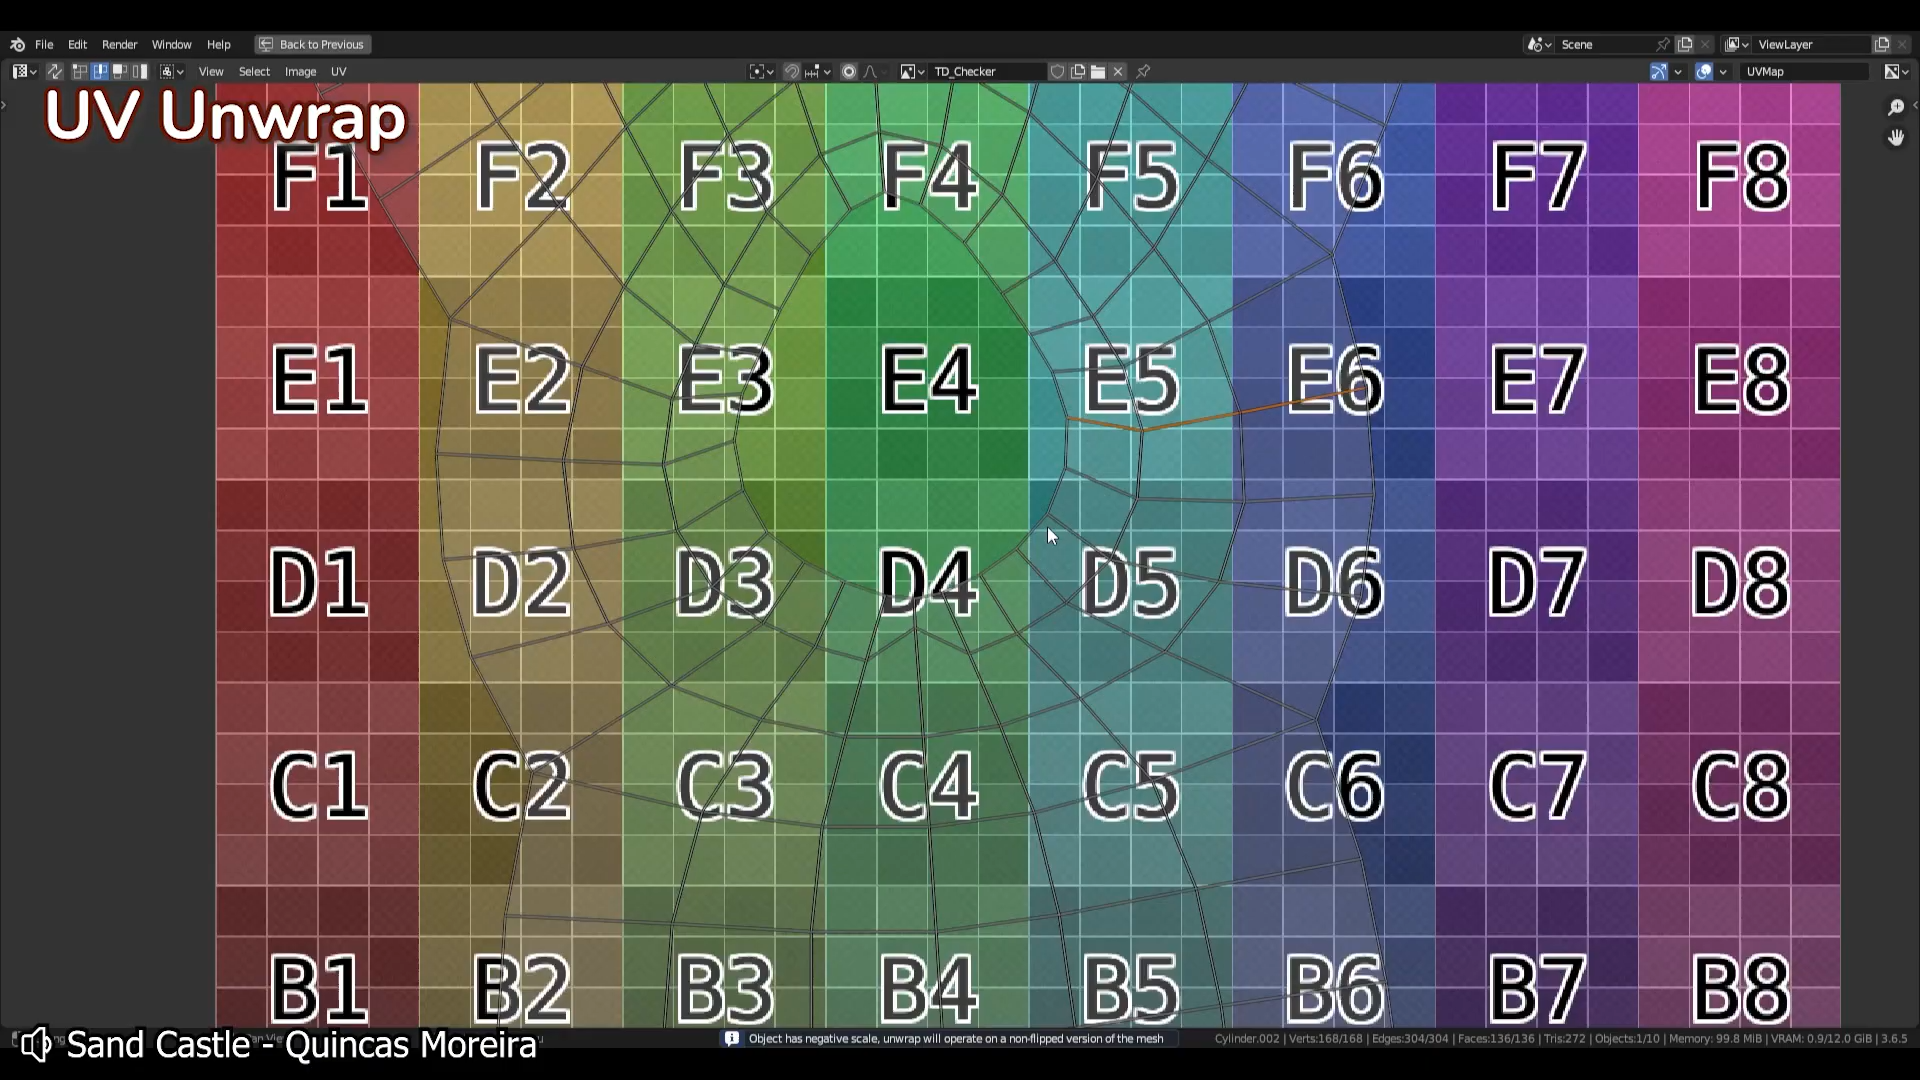 File Edit Render Window Help Back to Previous Scene ViewLayer
View Select Image UV TD_Checker UVMap
UV Unwrap
F1 F2 F3 F4 F5 F6 F7 F8
E1 E2 E3 E4 E5 E6 E7 E8
D1 D2 D3 D4 D5 D6 D7 D8
C1 C2 C3 C4 C5 C6 C7 C8
B1 B2 B3 B4 B5 B6 B7 B8
Sand Castle - Quincas Moreira
Object has negative scale, unwrap will operate on a non-flipped version of the mesh
Cylinder.002 | Verts:168/168 | Edges:304/304 | Faces:136/136 | Tris:272 | Objects:1/10 | Memory: 99.8 MiB | VRAM: 0.9/12.0 GiB | 3.6.5